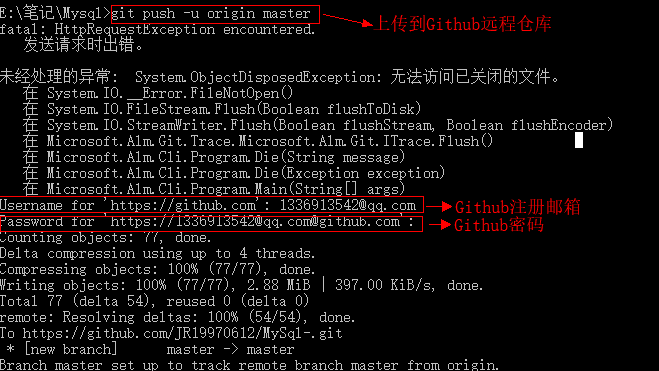 E:\笔记\Mysql>git push -u origin master
上传到Github远程仓库
fatal: HttpRequestException encountered.
发送请求时出错。
未经处理的异常: System.ObjectDisposedException: 无法访问已关闭的文件。
在 System.IO.__Error.FileNotOpen()
在 System.IO.FileStream.Flush(Boolean flushToDisk)
在 System.IO.StreamWriter.Flush(Boolean flushStream, Boolean flushEncoder)
在 Microsoft.Alm.Git.Trace.Microsoft.Alm.Git.ITrace.Flush()
在 Microsoft.Alm.Cli.Program.Die(String message)
在 Microsoft.Alm.Cli.Program.Die(Exception exception)
在 Microsoft.Alm.Cli.Program.Main(String[] args)
Username for 'https://github.com': 1336913542@qq.com
Github注册邮箱
Password for 'https://1336913542@qq.com@github.com':
Github密码
Counting objects: 77, done.
Delta compression using up to 4 threads.
Compressing objects: 100% (77/77), done.
Writing objects: 100% (77/77), 2.88 MiB | 397.00 KiB/s, done.
Total 77 (delta 54), reused 0 (delta 0)
remote: Resolving deltas: 100% (54/54), done.
To https://github.com/JR19970612/MySql-.git
* [new branch] master -> master
Branch master set up to track remote branch master from origin.